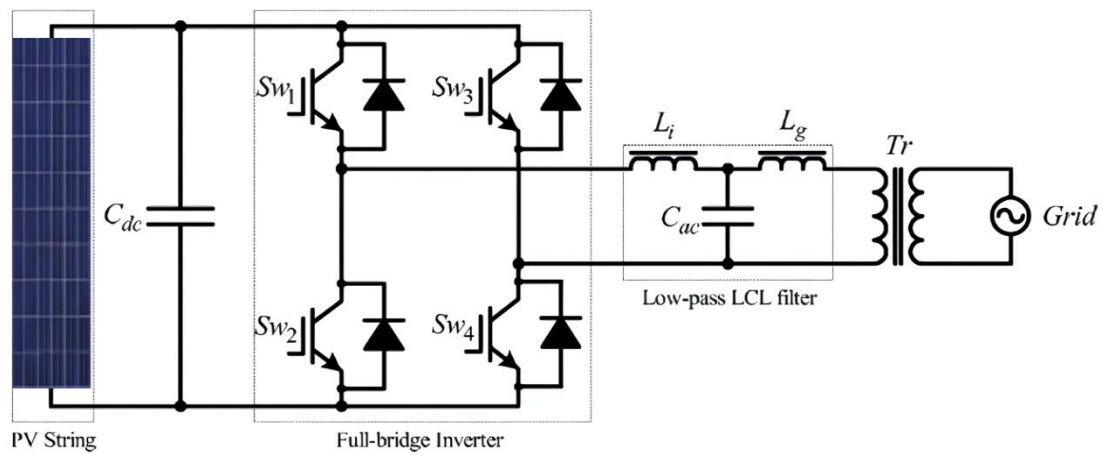 Sw1
Sw3
Li
Lg
Tr
Cdc
Cac
Grid
Low-pass LCL filter
Sw2
Sw4
PV String
Full-bridge Inverter